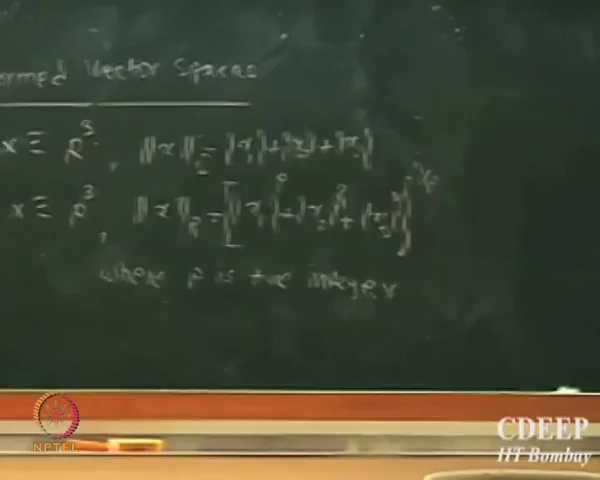 ormed Vector Spaces
x ≡ R³, ||x||₁ = |x₁|+|x₂|+|x₃|
x ≡ R³, ||x||ₚ = [|x₁|ᵖ+|x₂|ᵖ+|x₃|ᵖ]^1/p
where p is +ve integer
NPTEL
CDEEP
IIT Bombay